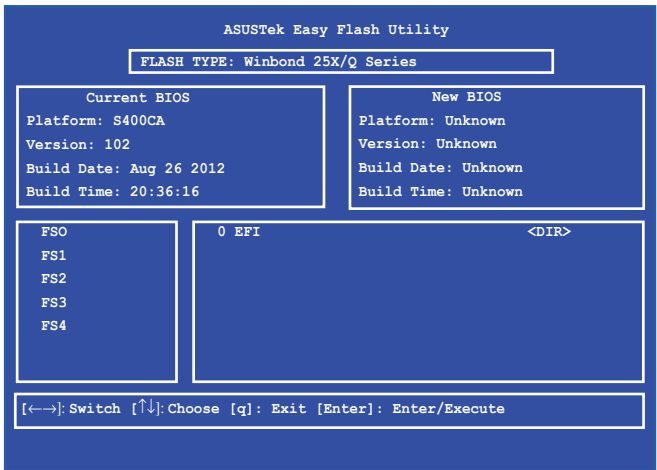 ASUSTek Easy Flash Utility
FLASH TYPE: Winbond 25X/Q Series
Current BIOS
Platform: S400CA
Version: 102
Build Date: Aug 26 2012
Build Time: 20:36:16
New BIOS
Platform: Unknown
Version: Unknown
Build Date: Unknown
Build Time: Unknown
FSO
FS1
FS2
FS3
FS4
0 EFI <DIR>
[←→]: Switch [↑↓]: Choose [q]: Exit [Enter]: Enter/Execute